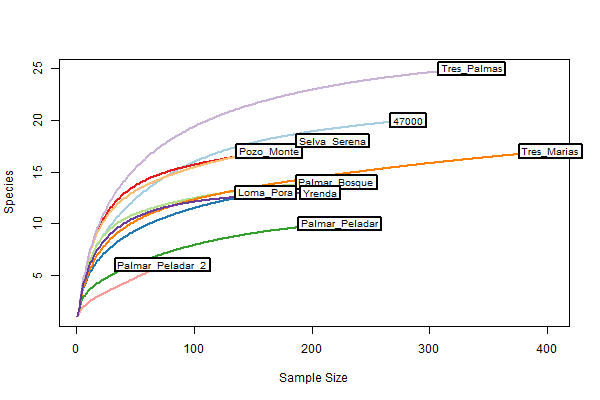 25
20
15
10
5
Species
Tres_Palmas
47000
Selva_Serena
Pozo_Monte
Tres_Marias
Palmar_Bosque
Loma_Pora
Yrenda
Palmar_Peladar
Palmar_Peladar_2
0 100 200 300 400
Sample Size